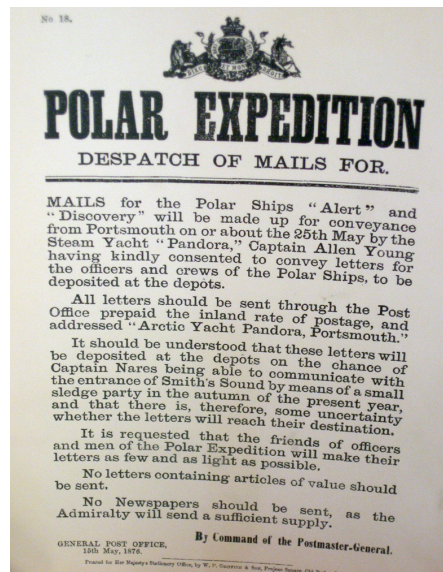 No 18.
DIEU ET MON DROIT
POLAR EXPEDITION
DESPATCH OF MAILS FOR.
MAILS for the Polar Ships “Alert” and
“Discovery” will be made up for conveyance
from Portsmouth on or about the 25th May by the
Steam Yacht “Pandora,” Captain Allen Young
having kindly consented to convey letters for
the officers and crews of the Polar Ships, to be
deposited at the depôts.
All letters should be sent through the Post
Office prepaid the inland rate of postage, and
addressed “Arctic Yacht Pandora, Portsmouth.”
It should be understood that these letters will
be deposited at the depôts on the chance of
Captain Nares being able to communicate with
the entrance of Smith's Sound by means of a small
sledge party in the autumn of the present year,
and that there is, therefore, some uncertainty
whether the letters will reach their destination.
It is requested that the friends of officers
and men of the Polar Expedition will make their
letters as few and as light as possible.
No letters containing articles of value should
be sent.
No Newspapers should be sent, as the
Admiralty will send a sufficient supply.
By Command of the Postmaster-General.
GENERAL POST OFFICE,
15th May, 1876.
Printed for Her Majesty's Stationery Office, by W. P. & Son,